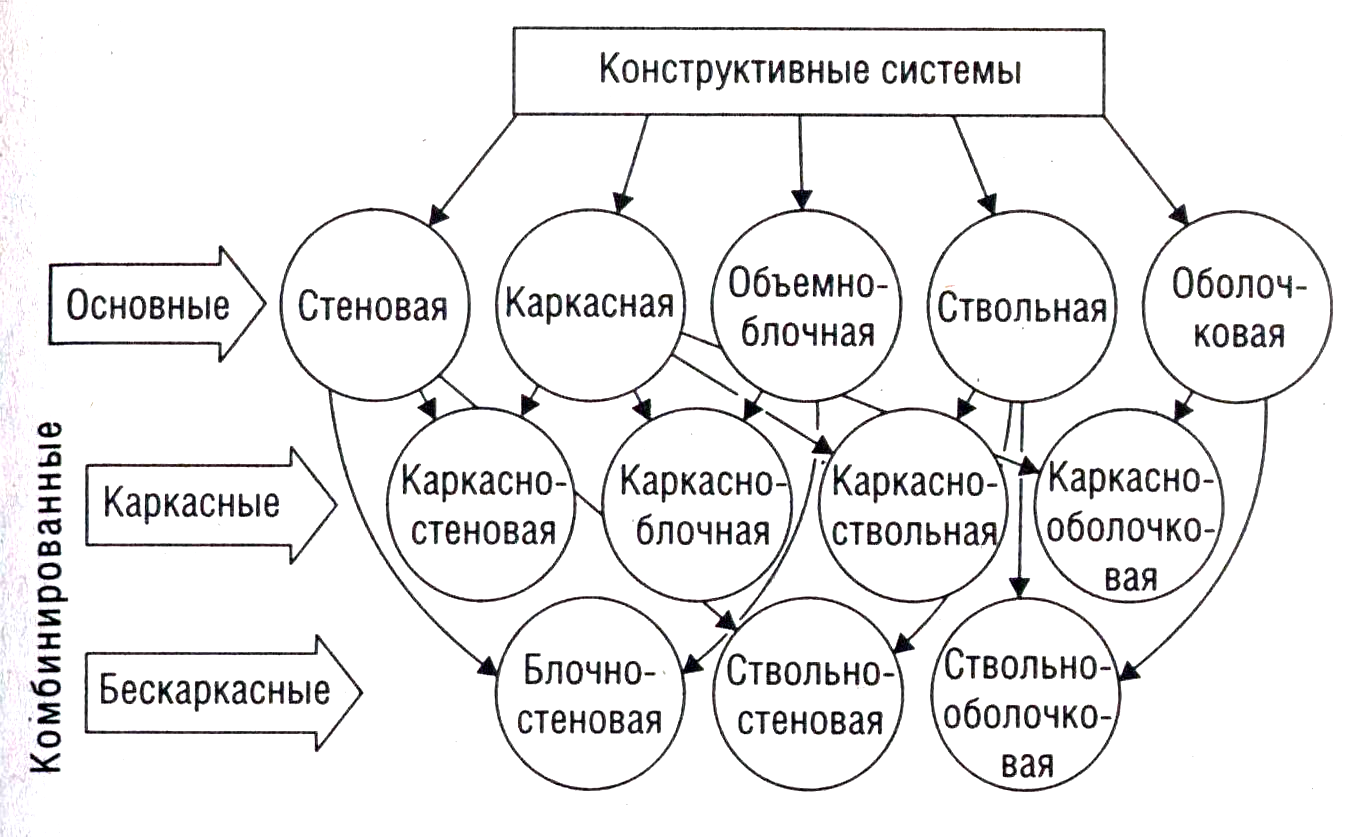 Конструктивные системы
Основные
Стеновая
Каркасная
Объемно-
блочная
Ствольная
Оболоч-
ковая
Комбинированные
Каркасные
Каркасно-
стеновая
Каркасно-
блочная
Каркасно-
ствольная
Каркасно-
оболочко-
вая
Бескаркасные
Блочно-
стеновая
Ствольно-
стеновая
Ствольно-
оболочко-
вая